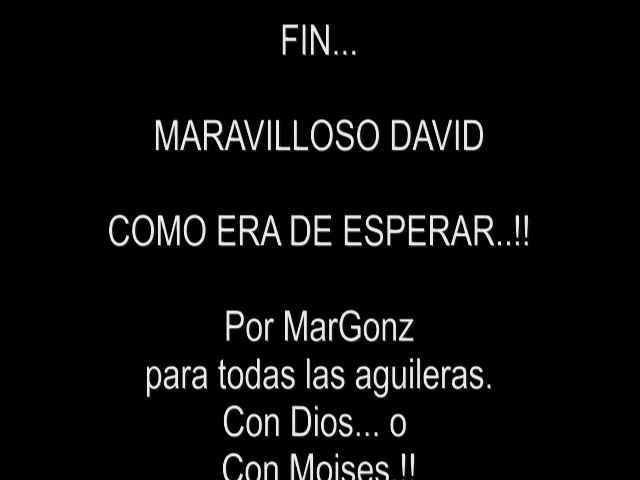 FIN...
MARAVILLOSO DAVID
COMO ERA DE ESPERAR..!!
Por MarGonz
para todas las aguileras.
Con Dios... o
Con Moises.!!